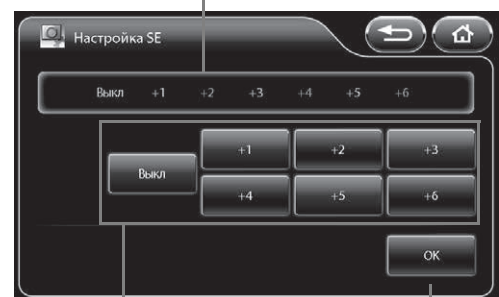 Настройка SE
Выкл +1 +2 +3 +4 +5 +6
+1 +2 +3
Выкл
+4 +5 +6
OK